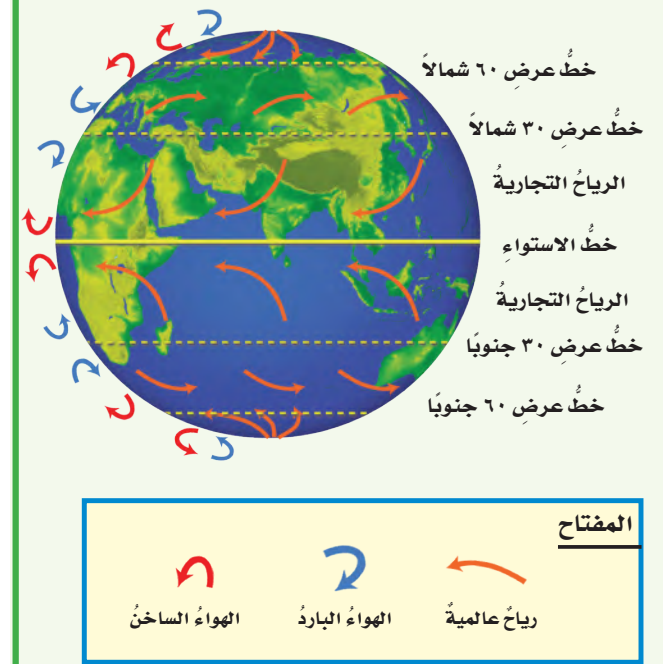 خطُّ عرضِ ٦٠ شمالاً
خطُّ عرضِ ٣٠ شمالاً
الرياحُ التجاريةُ
خطُّ الاستواءِ
الرياحُ التجاريةُ
خطُّ عرضِ ٣٠ جنوبًا
خطُّ عرضِ ٦٠ جنوبًا
المفتاح
رياحٌ عالميةٌ
الهواءُ الباردُ
الهواءُ الساخنُ